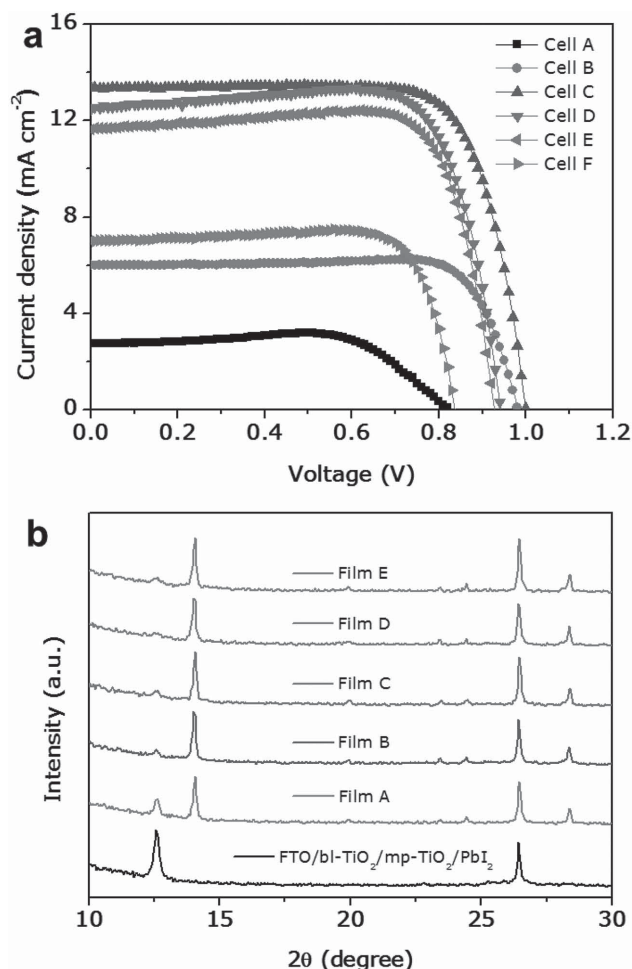 a
16
12
8
4
0
Current density (mA cm⁻²)
Cell A
Cell B
Cell C
Cell D
Cell E
Cell F
0.0 0.2 0.4 0.6 0.8 1.0 1.2
Voltage (V)
b
Intensity (a.u.)
Film E
Film D
Film C
Film B
Film A
FTO/bl-TiO₂/mp-TiO₂/PbI₂
10 15 20 25 30
2θ (degree)